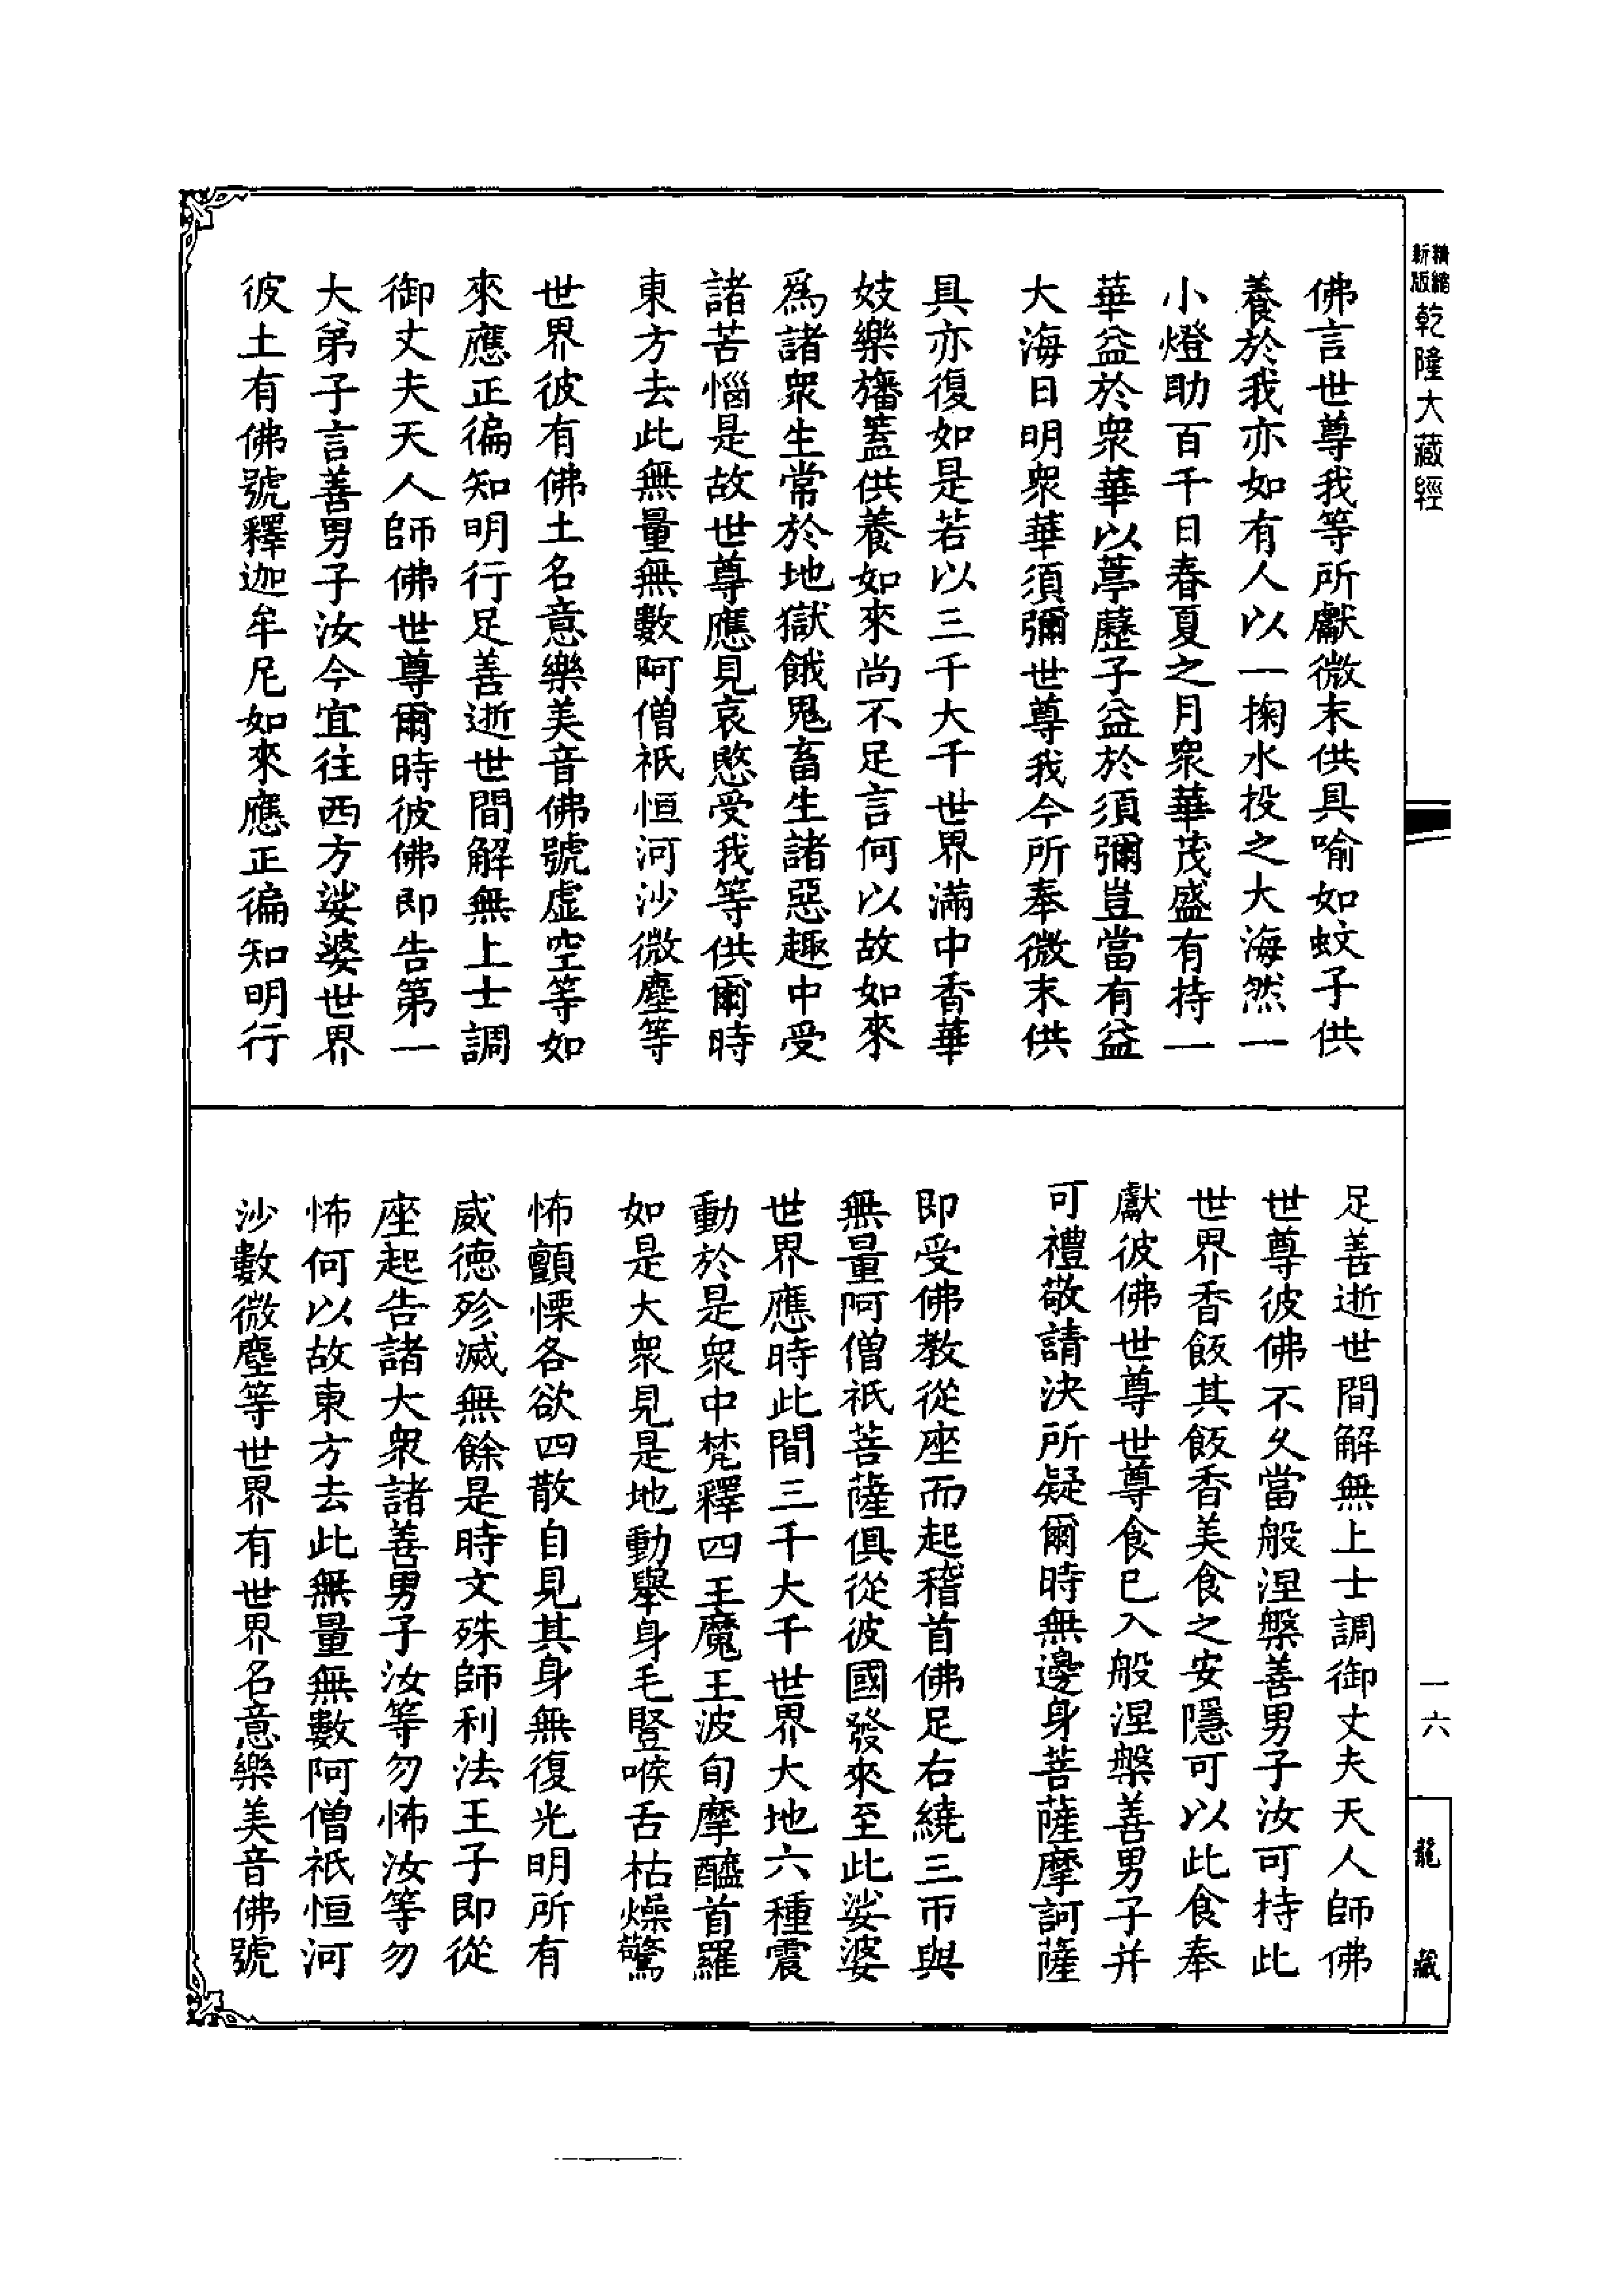 精縮新版乾隆大藏經
佛言世尊我等所獻微末供具喻如蚊子供
養於我亦如有人以一掬水投之大海然一
小燈助百千日春夏之月衆華茂盛有持一
華益於衆華以葶藶子益於須彌豈當有益
大海日明衆華須彌世尊我今所奉微末供
具亦復如是若以三千大千世界滿中香華
妓樂旛蓋供養如來尚不足言何以故如來
爲諸衆生常於地獄餓鬼畜生諸惡趣中受
諸苦惱是故世尊應見哀愍受我等供爾時
東方去此無量無數阿僧祇恒河沙微塵等
世界彼有佛土名意樂美音佛號虛空等如
來應正徧知明行足善逝世間解無上士調
御丈夫天人師佛世尊爾時彼佛即告第一
大弟子言善男子汝今宜往西方娑婆世界
彼土有佛號釋迦牟尼如來應正徧知明行
足善逝世間解無上士調御丈夫天人師佛
世尊彼佛不久當般涅槃善男子汝可持此
世界香飯其飯香美食之安隱可以此食奉
獻彼佛世尊世尊食已入般涅槃善男子并
可禮敬請決所疑爾時無邊身菩薩摩訶薩
即受佛教從座而起稽首佛足右繞三帀與
無量阿僧祇菩薩俱從彼國發來至此娑婆
世界應時此間三千大千世界大地六種震
動於是衆中梵釋四王魔王波旬摩醯首羅
如是大衆見是地動舉身毛豎喉舌枯燥驚
怖顫慄各欲四散自見其身無復光明所有
威德殄滅無餘是時文殊師利法王子即從
座起告諸大衆諸善男子汝等勿怖汝等勿
怖何以故東方去此無量無數阿僧祇恒河
沙數微塵等世界有世界名意樂美音佛號
一六
龍藏